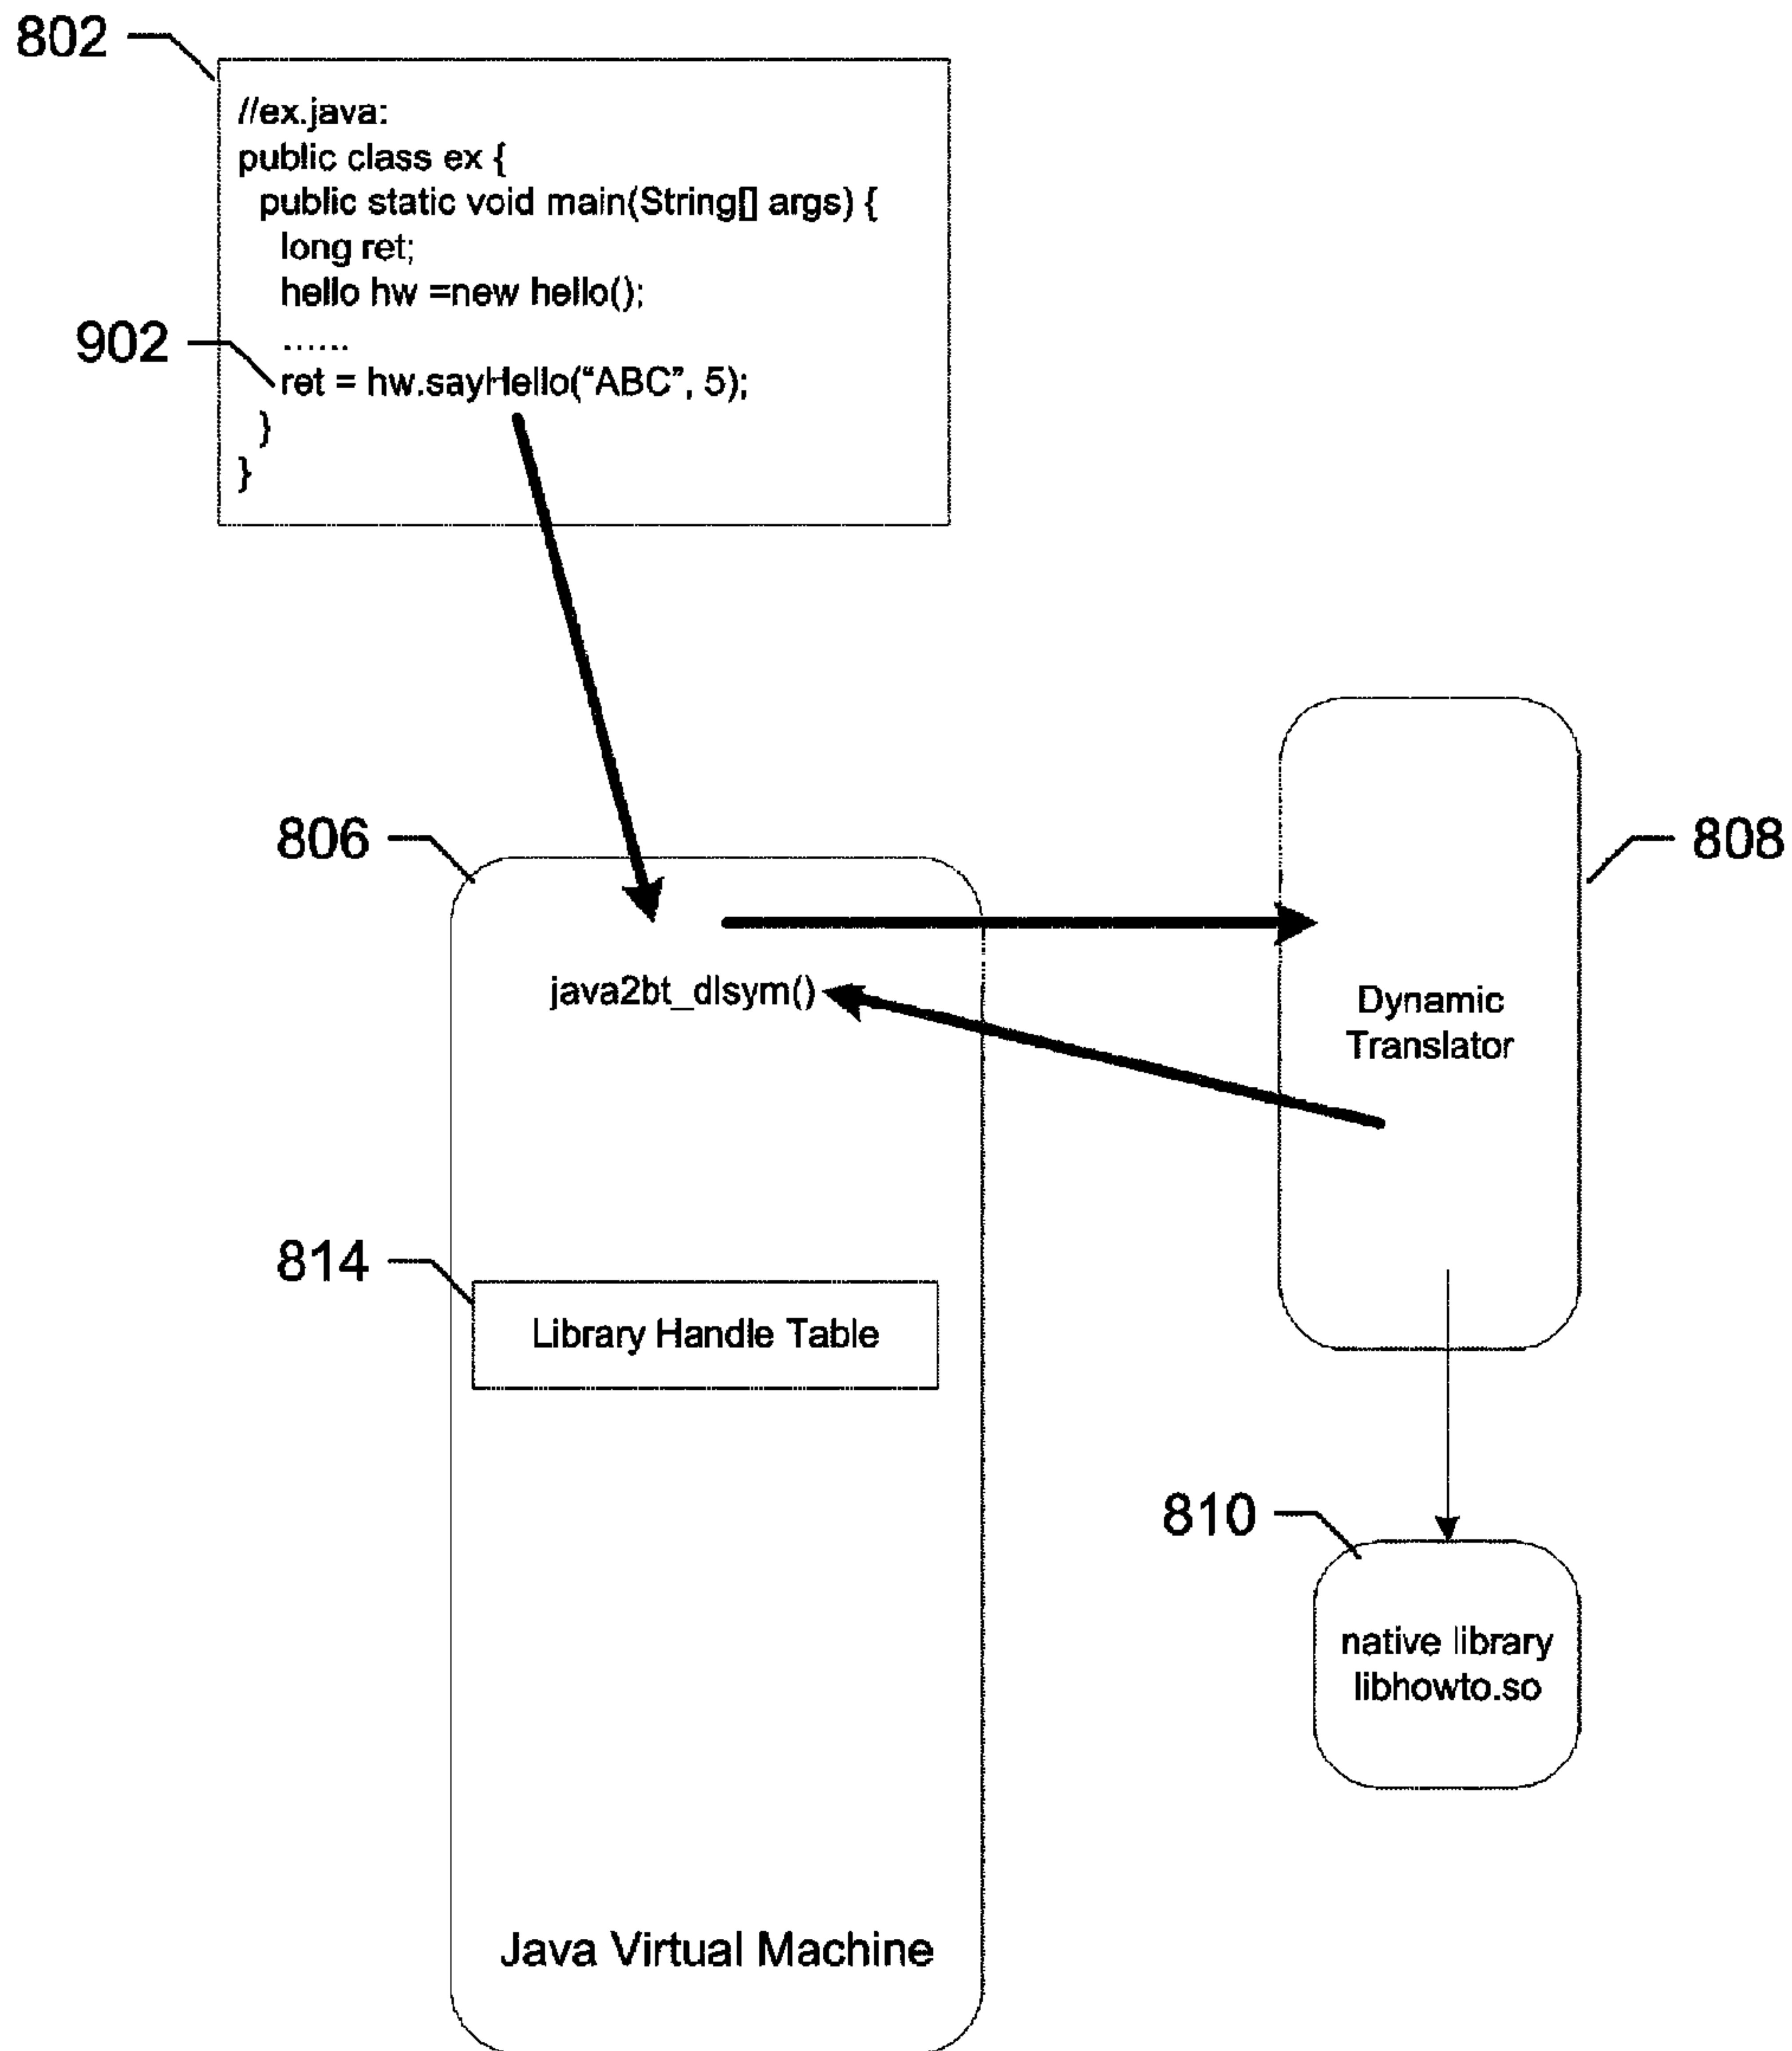 802
//ex.java:
public class ex {
public static void main(String[] args) {
long ret;
hello hw =new hello();
902
......
ret = hw.sayHello(“ABC”, 5);
}
}
806
808
java2bt_dlsym()
Dynamic
Translator
814
Library Handle Table
810
native library
libhowto.so
Java Virtual Machine